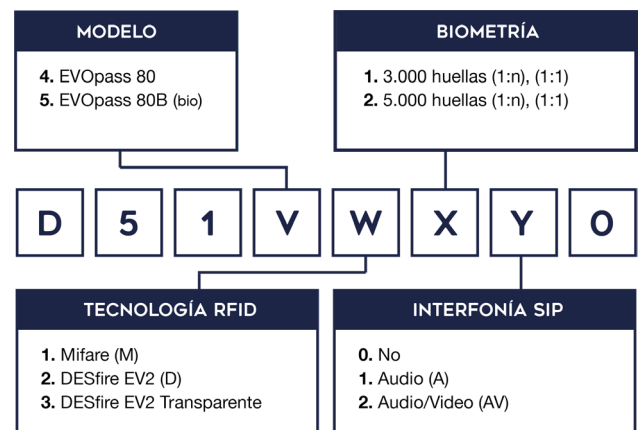 MODELO
4. EVOpass 80
5. EVOpass 80B (bio)
BIOMETRÍA
1. 3.000 huellas (1:n), (1:1)
2. 5.000 huellas (1:n), (1:1)
D 5 1 V W X Y 0
TECNOLOGÍA RFID
1. Mifare (M)
2. DESfire EV2 (D)
3. DESfire EV2 Transparente
INTERFONÍA SIP
0. No
1. Audio (A)
2. Audio/Video (AV)